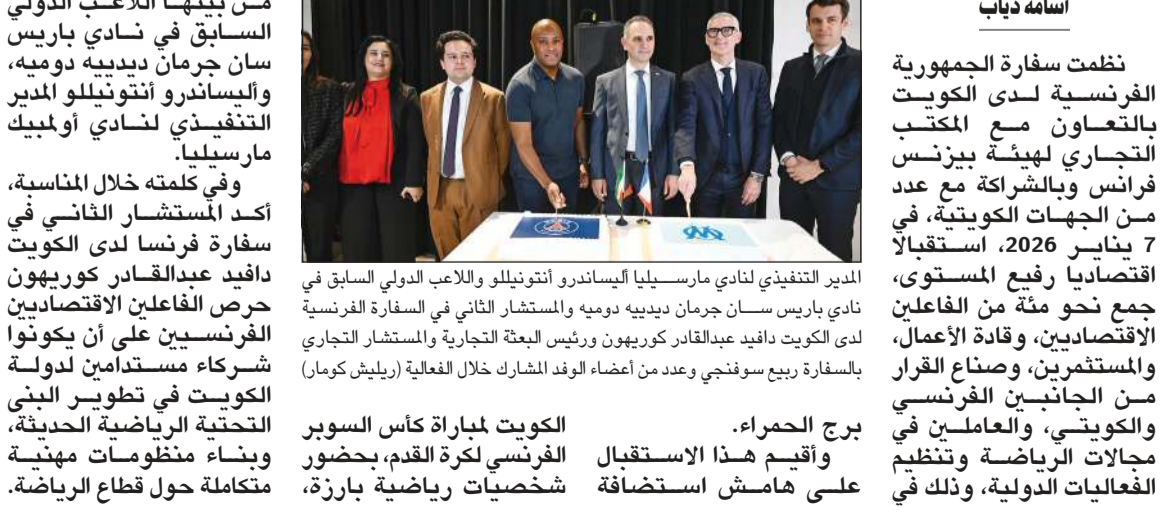 أسامة دياب
نظمت سفارة الجمهورية
الفرنسية لدى الكويت
بالتعاون مع المكتب
التجاري لهيئة بيزنس
فرانس وبالشراكة مع عدد
من الجهات الكويتية، في
7 يناير 2026، استقبالا
اقتصاديا رفيع المستوى،
جمع نحو مئة من الفاعلين
الاقتصاديين، وقادة الأعمال،
والمستثمرين، وصناع القرار
من الجانبين الفرنسي
والكويتي، والعاملين في
مجالات الرياضة وتنظيم
الفعاليات الدولية، وذلك في
المدير التنفيذي لنادي مارسيليا أليساندرو أنتونيللو واللاعب الدولي السابق في
نادي باريس سان جرمان ديدييه دوميه والمستشار الثاني في السفارة الفرنسية
لدى الكويت دافيد عبدالقادر كوريهون ورئيس البعثة التجارية والمستشار التجاري
بالسفارة ربيع سوفنجي وعدد من أعضاء الوفد المشارك خلال الفعالية (ريليش كومار)
برج الحمراء.
وأقيم هذا الاستقبال
على هامش استضافة
الكويت لمباراة كأس السوبر
الفرنسي لكرة القدم، بحضور
شخصيات رياضية بارزة،
من بينها اللاعب الدولي
السابق في نادي باريس
سان جرمان ديدييه دوميه،
وأليساندرو أنتونيللو المدير
التنفيذي لنادي أولمبيك
مارسيليا.
وفي كلمته خلال المناسبة،
أكد المستشار الثاني في
سفارة فرنسا لدى الكويت
دافيد عبدالقادر كوريهون
حرص الفاعلين الاقتصاديين
الفرنسيين على أن يكونوا
شركاء مستدامين لدولة
الكويت في تطوير البنى
التحتية الرياضية الحديثة،
وبناء منظومات مهنية
متكاملة حول قطاع الرياضة.